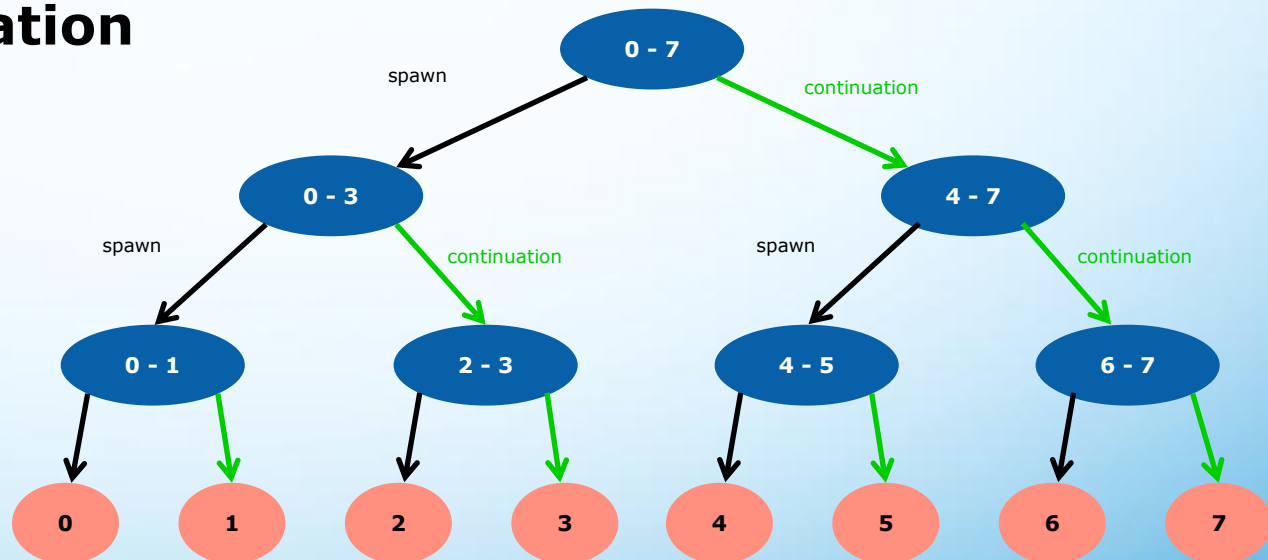 ation
0 - 7
spawn
continuation
0 - 3
4 - 7
spawn
continuation
spawn
continuation
0 - 1
2 - 3
4 - 5
6 - 7
0
1
2
3
4
5
6
7